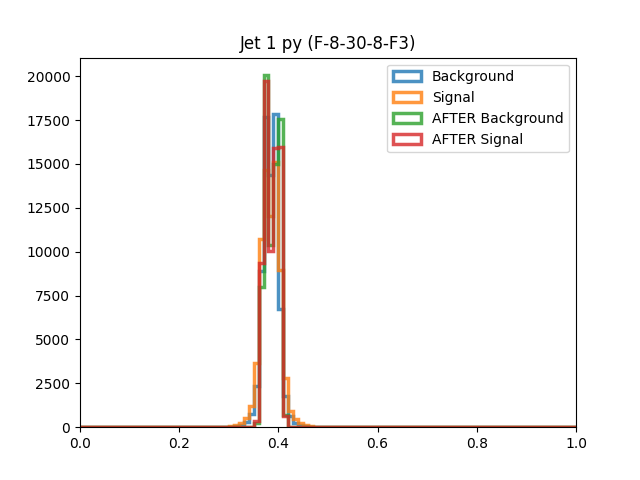 Jet 1 py (F-8-30-8-F3)
20000
17500
15000
12500
10000
7500
5000
2500
0
0.0 0.2 0.4 0.6 0.8 1.0
Background
Signal
AFTER Background
AFTER Signal